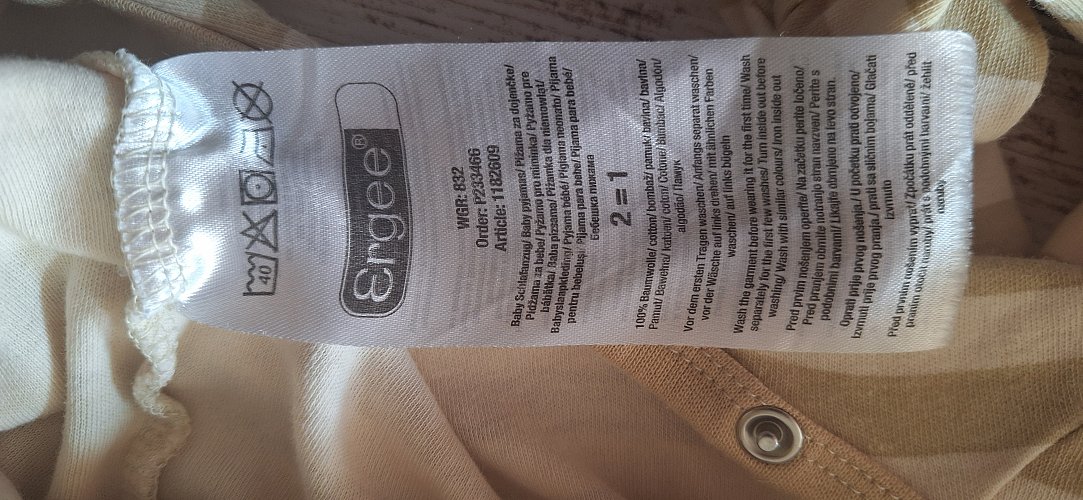 40
Ergee®
WGR: 832
Order: P233466
Article: 1182609
Baby Schlafanzug/ Baby pyjamas/ Pižama za dojenčke/
Pidžama za bebe/ Pyžamo pro miminka/ Pyžamo pre
bábätká/ Baba pizsama/ Piżamka dla niemowląt/
Babyslaapkleding/ Pyjama bébé/ Pigiama neonato/ Pijama
pentru bebeluși/ Pijama para bebe/ Pijama para bebé/
Бебешка пижама
2 = 1
100% Baumwolle/ cotton/ bombaž/ pamuk/ bavlna/ bavlna/
Pamut/ Bawełna/ katoen/ coton/ Cotone/ Bumbac/ Algodón/
algodão/ Памук
Vor dem ersten Tragen waschen/ Anfangs separat waschen/
vor der Wäsche auf links drehen/ mit ähnlichen Farben
waschen/ auf links bügeln
Wash the garment before wearing it for the first time/ Wash
separately for the first few washes/ Turn inside out before
washing/ Wash with similar colours/ Iron inside out
Pred prvim nošenjem operite/ Na začetku perite ločeno/
Pred pranjem obrnite notranjo stran navzven/ Perite s
podobnimi barvami/ Likajte obrnjeno na levo stran.
Oprati prije prvog nošenja./ U početku prati odvojeno/
Izvrnuti prije prvog pranja./ prati sa sličnim bojama/ Glačati
izvrnuto
Před prvním nošením vyprat/ Zpočátku prát odděleně/ před
praním obrátit naruby/ prát s podobnými barvami/ žehlit
naruby